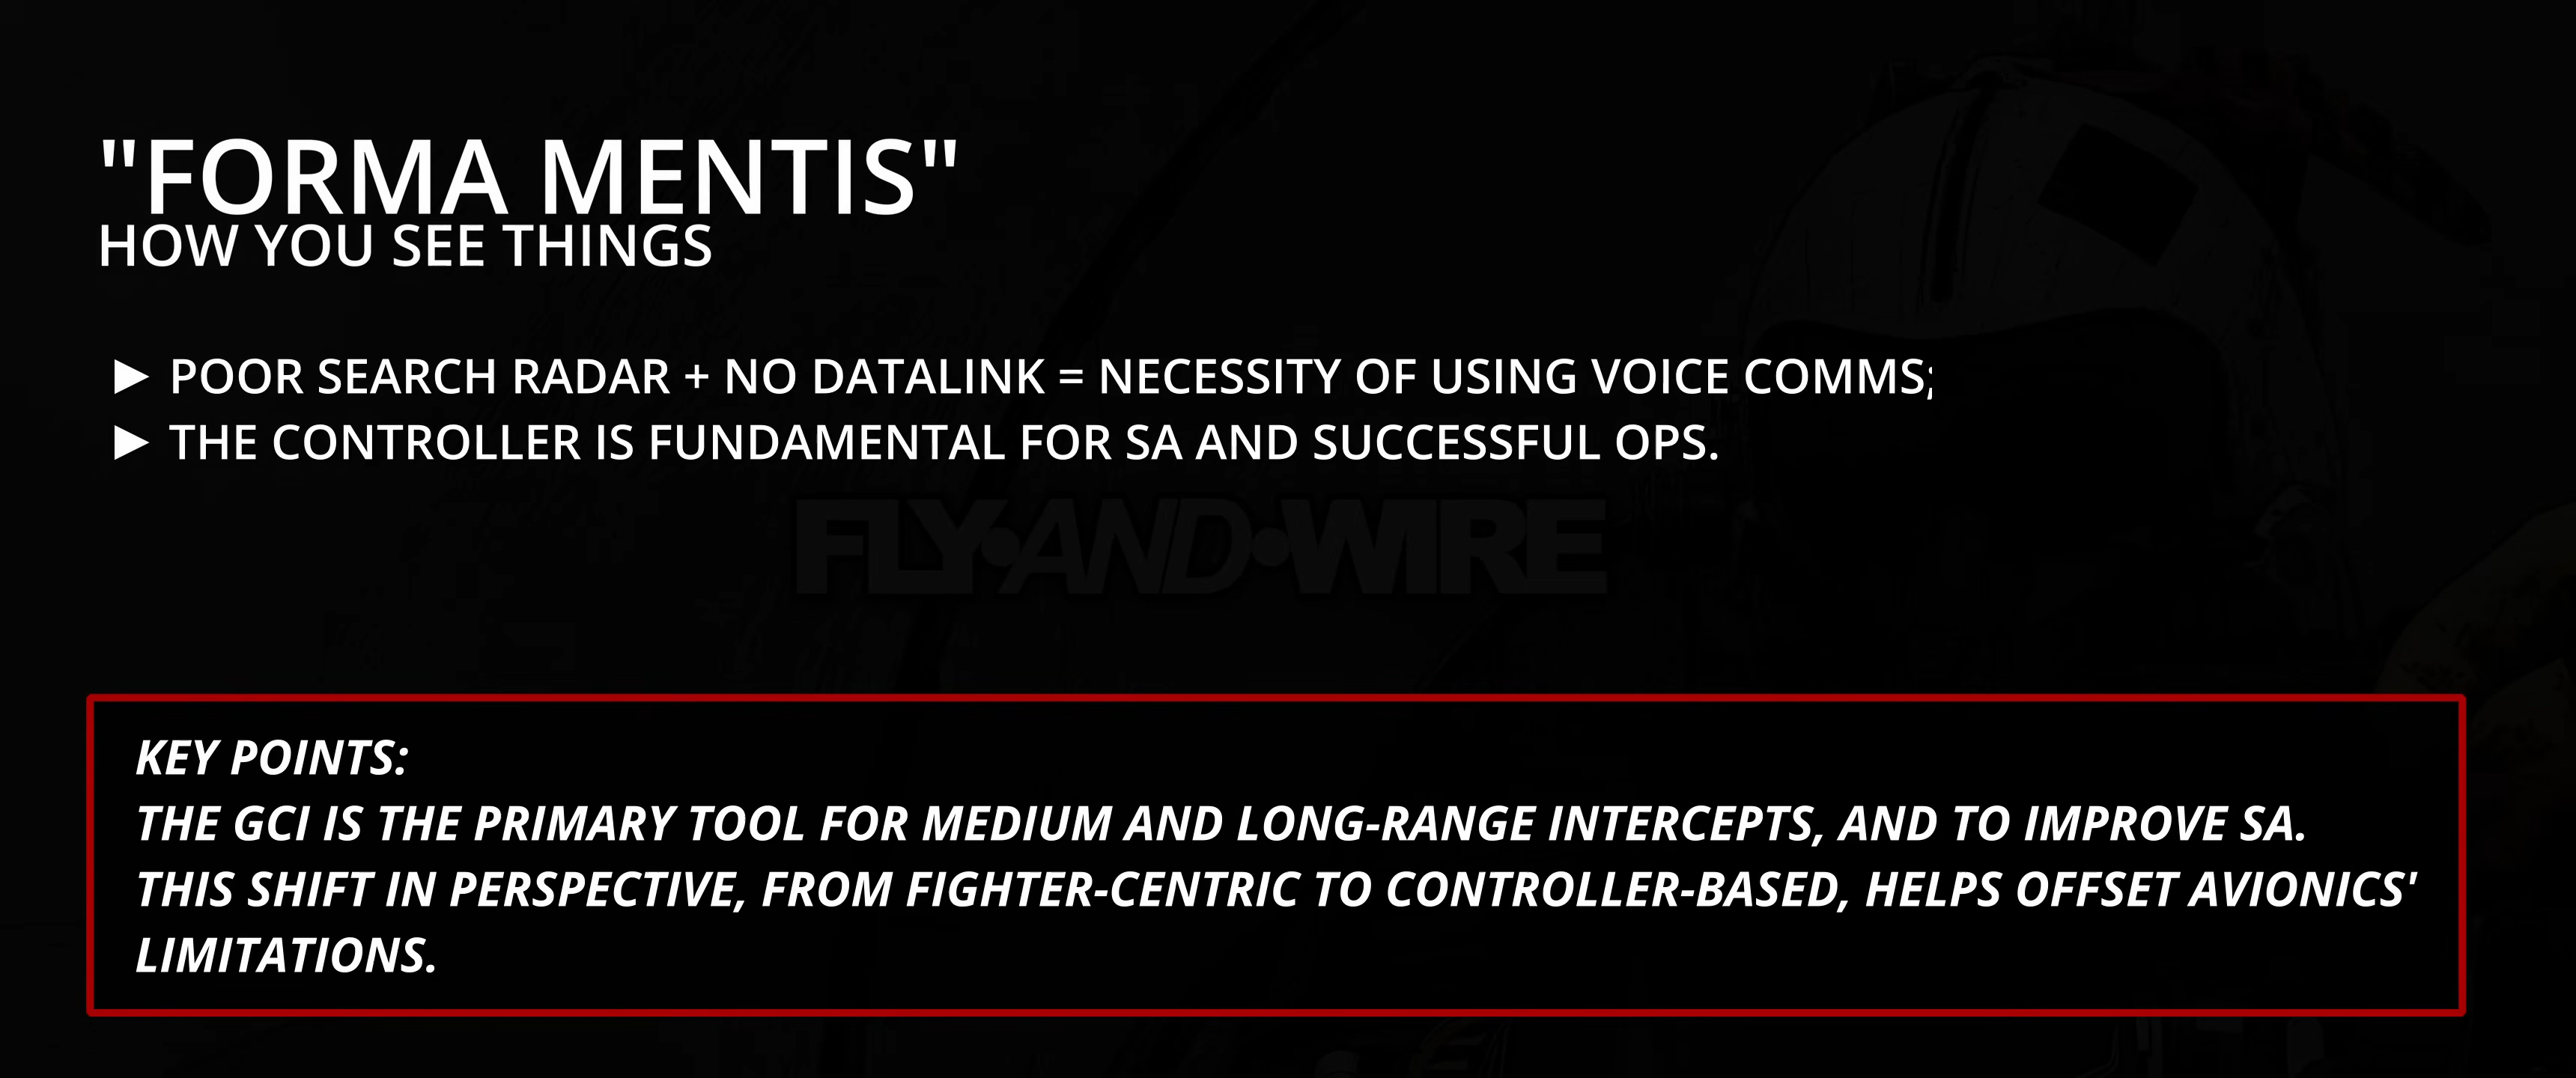 "FORMA MENTIS"
HOW YOU SEE THINGS
► POOR SEARCH RADAR + NO DATALINK = NECESSITY OF USING VOICE COMMS;
► THE CONTROLLER IS FUNDAMENTAL FOR SA AND SUCCESSFUL OPS.
FLY•AND•WIRE
KEY POINTS:
THE GCI IS THE PRIMARY TOOL FOR MEDIUM AND LONG-RANGE INTERCEPTS, AND TO IMPROVE SA.
THIS SHIFT IN PERSPECTIVE, FROM FIGHTER-CENTRIC TO CONTROLLER-BASED, HELPS OFFSET AVIONICS'
LIMITATIONS.